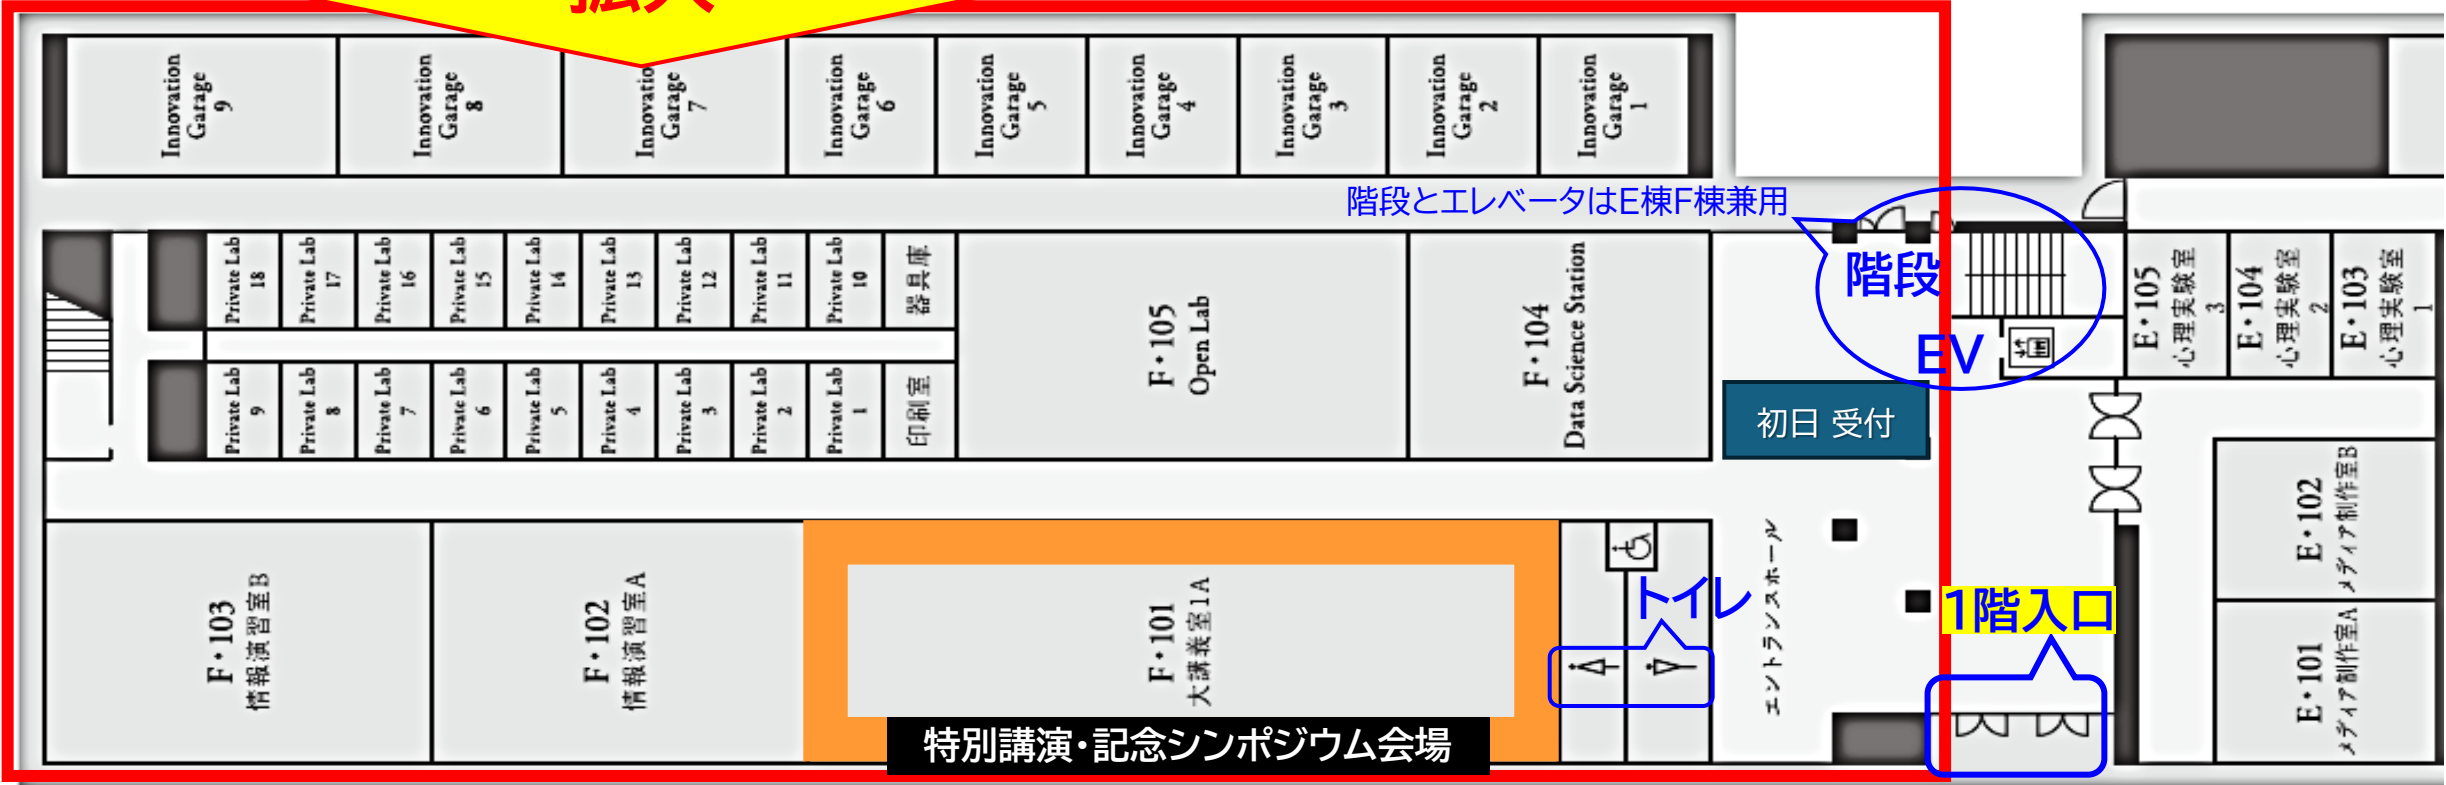 拡大
Innovation
Garage
9
Innovation
Garage
8
Innovatio
Garage
7
Innovation
Garage
6
Innovation
Garage
5
Innovation
Garage
4
Innovation
Garage
3
Innovation
Garage
2
Innovation
Garage
1
階段とエレベータはE棟F棟兼用
Private Lab
18
Private Lab
17
Private Lab
16
Private Lab
15
Private Lab
14
Private Lab
13
Private Lab
12
Private Lab
11
Private Lab
10
器具庫
F・105
Open Lab
F・104
Data Science Station
階段
EV
E・105
心理実験室
3
E・104
心理実験室
2
E・103
心理実験室
1
Private Lab
9
Private Lab
8
Private Lab
7
Private Lab
6
Private Lab
5
Private Lab
4
Private Lab
3
Private Lab
2
Private Lab
1
印刷室
初日 受付
F・103
情報演習室B
F・102
情報演習室A
F・101
大講義室1A
特別講演・記念シンポジウム会場
トイレ
エントランスホール
1階入口
E・102
メディア制作室B
E・101
メディア制作室A